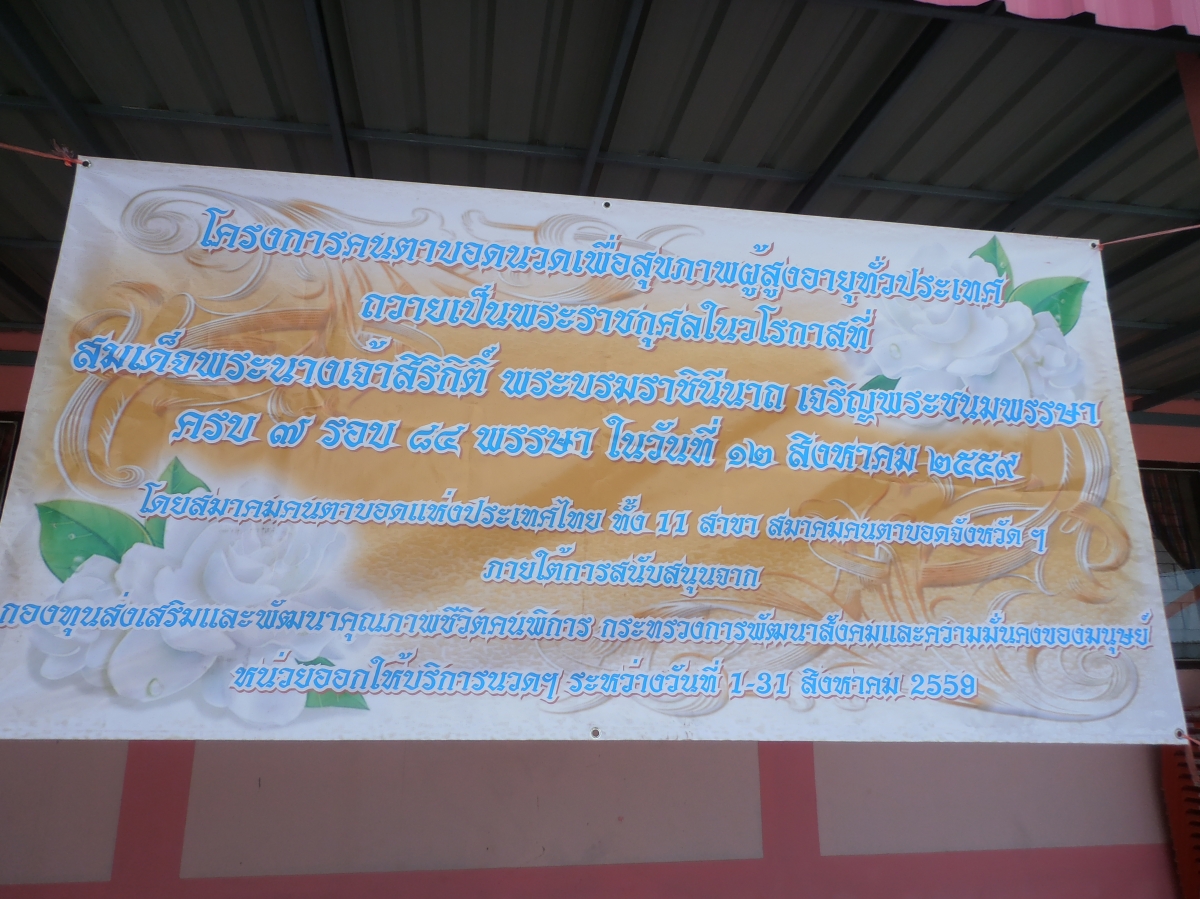 โครงการคนตาบอดนวดเพื่อสุขภาพผู้สูงอายุทั่วประเทศ
ถวายเป็นพระราชกุศลในวโรกาสที่
สมเด็จพระนางเจ้าสิริกิติ์ พระบรมราชินีนาถ เจริญพระชนมพรรษา
ครบ ๗ รอบ ๘๔ พรรษา ในวันที่ ๑๒ สิงหาคม ๒๕๕๙
โดยสมาคมคนตาบอดแห่งประเทศไทย ทั้ง 11 สาขา สมาคมคนตาบอดจังหวัด ฯ
ภายใต้การสนับสนุนจาก
กองทุนส่งเสริมและพัฒนาคุณภาพชีวิตคนพิการ กระทรวงการพัฒนาสังคมและความมั่นคงของมนุษย์
หน่วยออกให้บริการนวดฯ ระหว่างวันที่ 1-31 สิงหาคม 2559